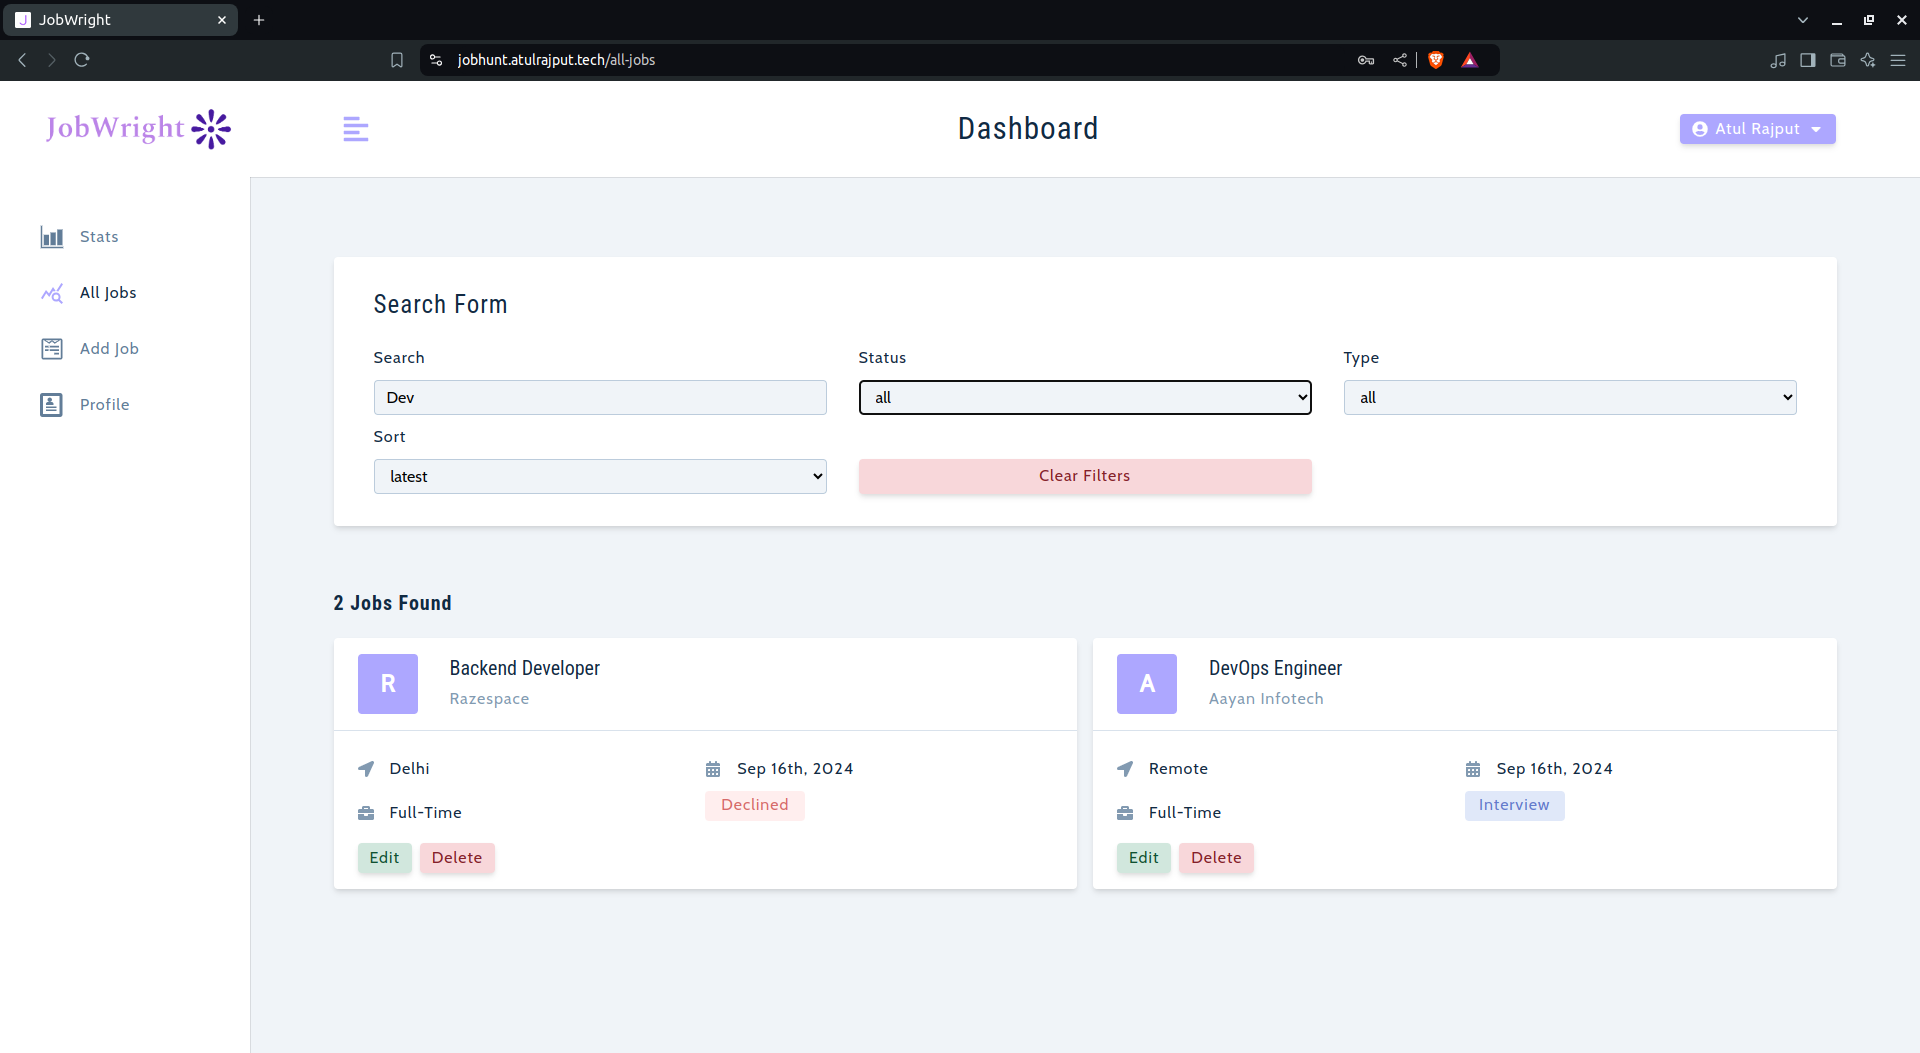 J JobWright
jobhunt.atulrajput.tech/all-jobs
JobWright
Dashboard
Atul Rajput
Stats
All Jobs
Add Job
Profile
Search Form
Search
Status
Type
Dev
all
all
Sort
latest
Clear Filters
2 Jobs Found
R
Backend Developer
Razespace
Delhi
Sep 16th, 2024
Full-Time
Declined
Edit
Delete
A
DevOps Engineer
Aayan Infotech
Remote
Sep 16th, 2024
Full-Time
Interview
Edit
Delete